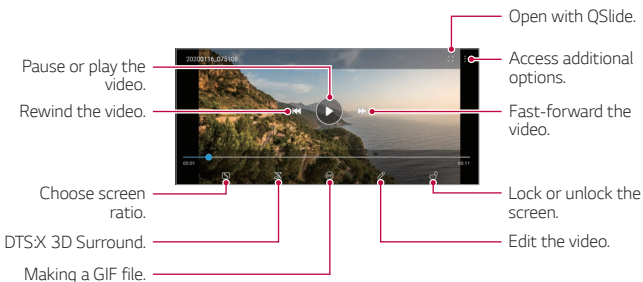 Open with QSlide.
20200116_075108
Access additional
options.
Pause or play the
video.
Rewind the video.
Fast-forward the
video.
00:01
00:11
Choose screen
ratio.
Lock or unlock the
screen.
DTS:X 3D Surround.
Edit the video.
Making a GIF file.